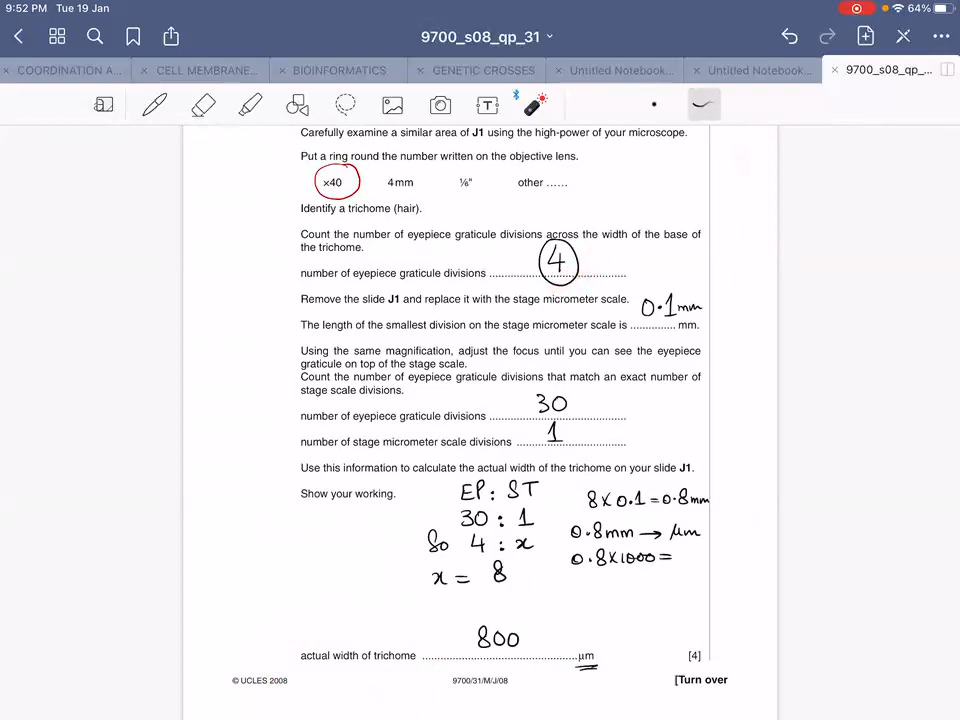 9:52 PM Tue 19 Jan 64%
9700_s08_qp_31
COORDINATION A... CELL MEMBRANE... BIOINFORMATICS GENETIC CROSSES Untitled Notebook... Untitled Notebook... 9700_s08_qp_...
Carefully examine a similar area of J1 using the high-power of your microscope.
Put a ring round the number written on the objective lens.
×40 4 mm ⅙" other ......
Identify a trichome (hair).
Count the number of eyepiece graticule divisions across the width of the base of
the trichome.
number of eyepiece graticule divisions 4
Remove the slide J1 and replace it with the stage micrometer scale.
0.1mm
The length of the smallest division on the stage micrometer scale is ............... mm.
Using the same magnification, adjust the focus until you can see the eyepiece
graticule on top of the stage scale.
Count the number of eyepiece graticule divisions that match an exact number of
stage scale divisions.
number of eyepiece graticule divisions 30
number of stage micrometer scale divisions 1
Use this information to calculate the actual width of the trichome on your slide J1.
Show your working.
EP : ST
30 : 1
So 4 : x
x = 8
8 × 0.1 = 0.8mm
0.8mm → µm
0.8×1000 =
actual width of trichome 800 µm [4]
© UCLES 2008 9700/31/M/J/08 [Turn over